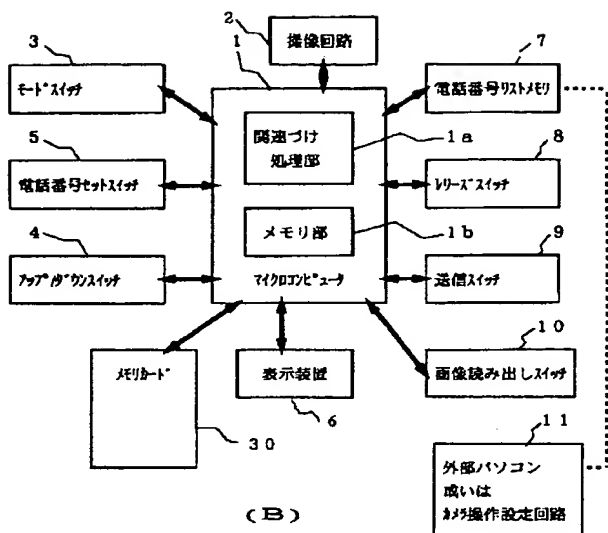 2
撮像回路
3
1
7
モードスイッチ
電話番号リストメモリ
関連づけ
処理部
1a
5
8
電話番号セットスイッチ
レリーズスイッチ
メモリ部
1b
4
9
アップ/ダウンスイッチ
マイクロコンピュータ
送信スイッチ
10
メモリカード
表示装置
画像読み出しスイッチ
30
6
11
外部パソコン
或いは
カメラ操作設定回路
(B)